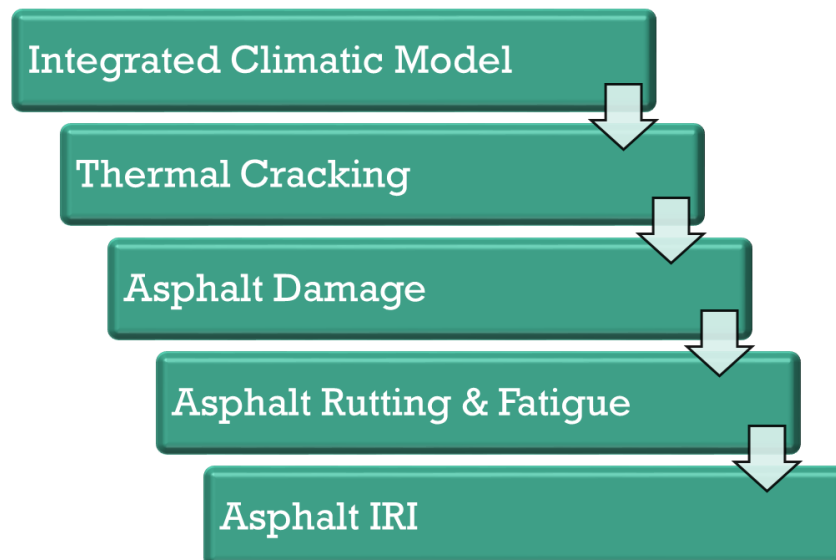 Integrated Climatic Model
Thermal Cracking
Asphalt Damage
Asphalt Rutting & Fatigue
Asphalt IRI